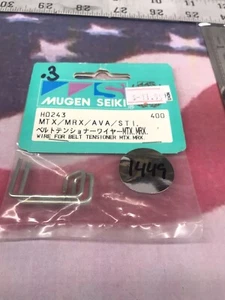 .3
MUGEN SEIKI
H0243 400
MTX/MRX/AVA/STI.
ベルトテンショナーワイヤーMTX.MRX.
WIRE FOR BELT TENSIONER MTX MRX
1449